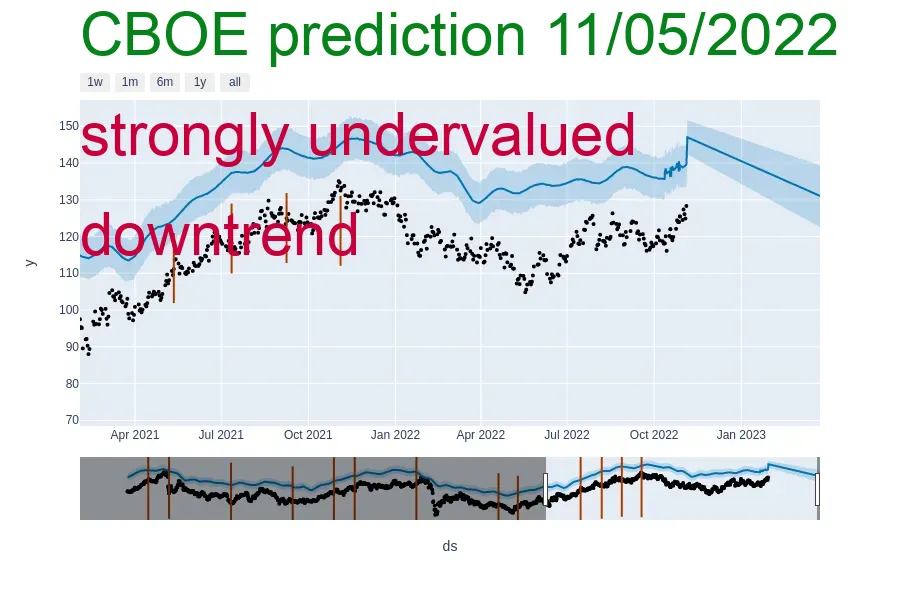 CBOE prediction 11/05/2022
1w 1m 6m 1y all
strongly undervalued
downtrend
150
140
130
120
110
100
90
80
70
y
Apr 2021 Jul 2021 Oct 2021 Jan 2022 Apr 2022 Jul 2022 Oct 2022 Jan 2023
ds